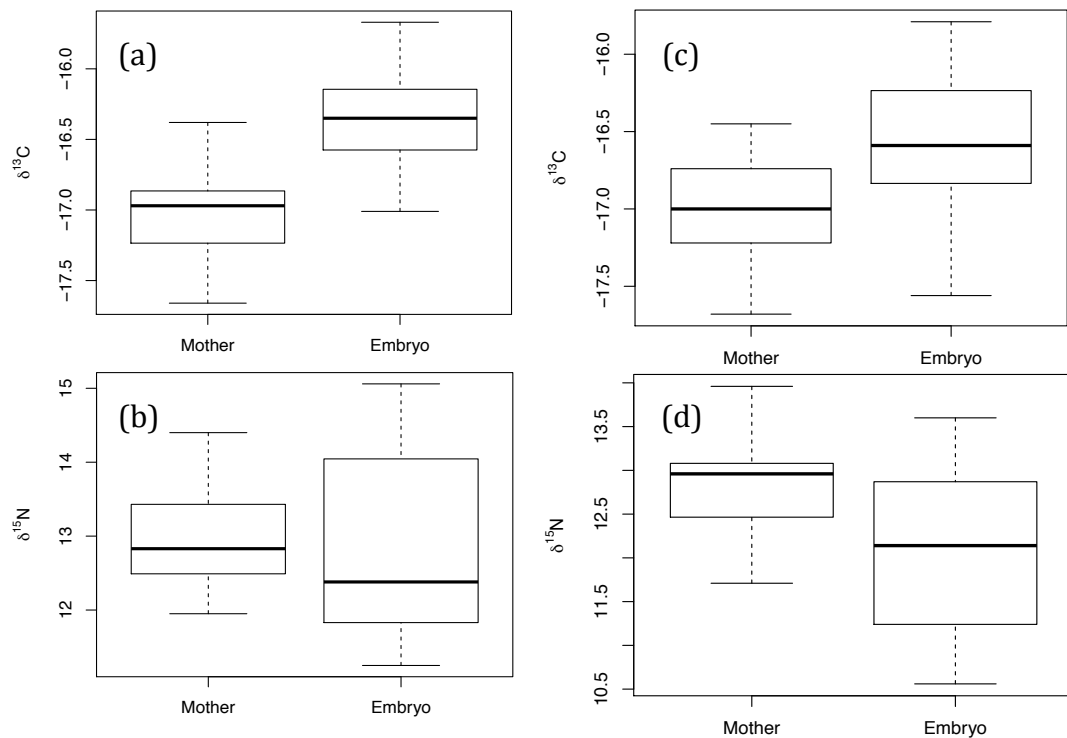 (a)
δ13C
−16.0
−16.5
−17.0
−17.5
Mother Embryo
(c)
δ13C
−16.0
−16.5
−17.0
−17.5
Mother Embryo
(b)
δ15N
15
14
13
12
Mother Embryo
(d)
δ15N
13.5
12.5
11.5
10.5
Mother Embryo